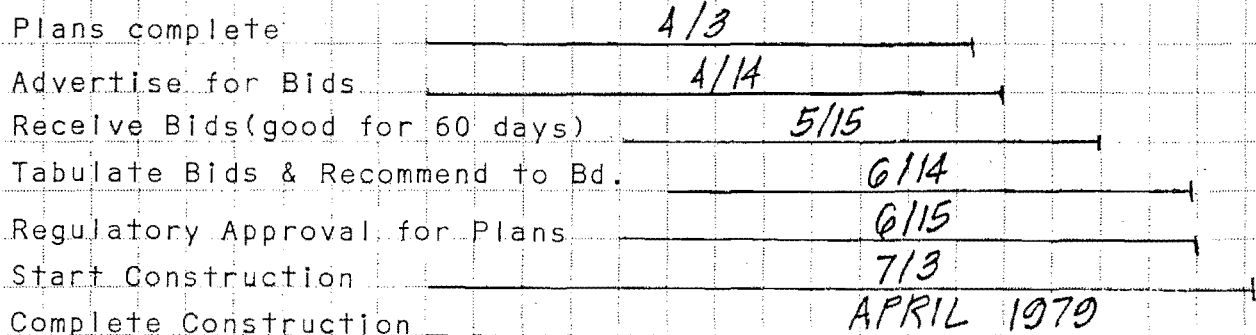 Plans complete 4/3
Advertise for Bids 4/14
Receive Bids(good for 60 days) 5/15
Tabulate Bids & Recommend to Bd. 6/14
Regulatory Approval for Plans 6/15
Start Construction 7/3
Complete Construction APRIL 1979